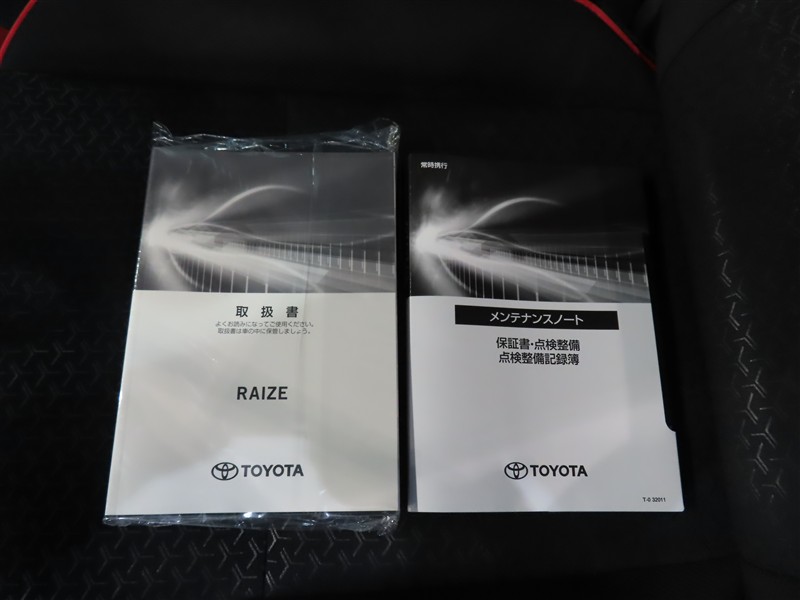 取扱書
よくお読みになってご使用ください。
取扱書は車の中に保管しましょう。
RAIZE
TOYOTA
常時携行
メンテナンスノート
保証書・点検整備
点検整備記録簿
TOYOTA
T-0 32011